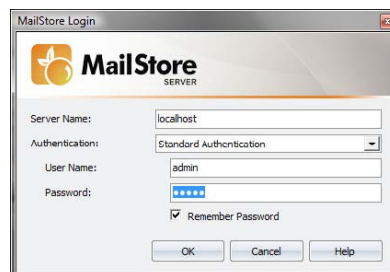 MailStore Login
MailStore
SERVER
Server Name: localhost
Authentication: Standard Authentication
User Name: admin
Password: •••••
Remember Password
OK Cancel Help